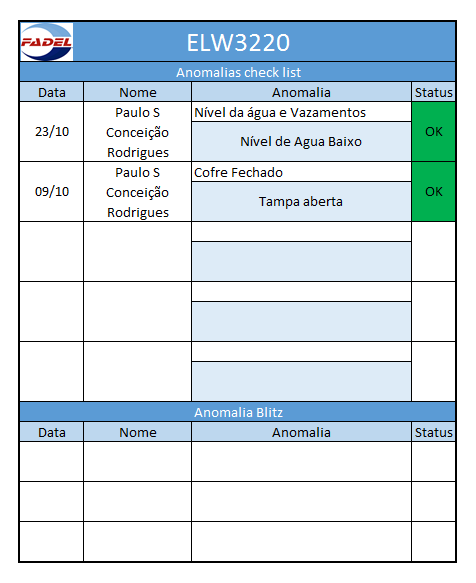 FADEL
ELW3220
Anomalias check list
Data Nome Anomalia Status
23/10
Paulo S
Conceição
Rodrigues
Nível da água e Vazamentos
Nível de Agua Baixo
OK
09/10
Paulo S
Conceição
Rodrigues
Cofre Fechado
Tampa aberta
OK
Anomalia Blitz
Data Nome Anomalia Status